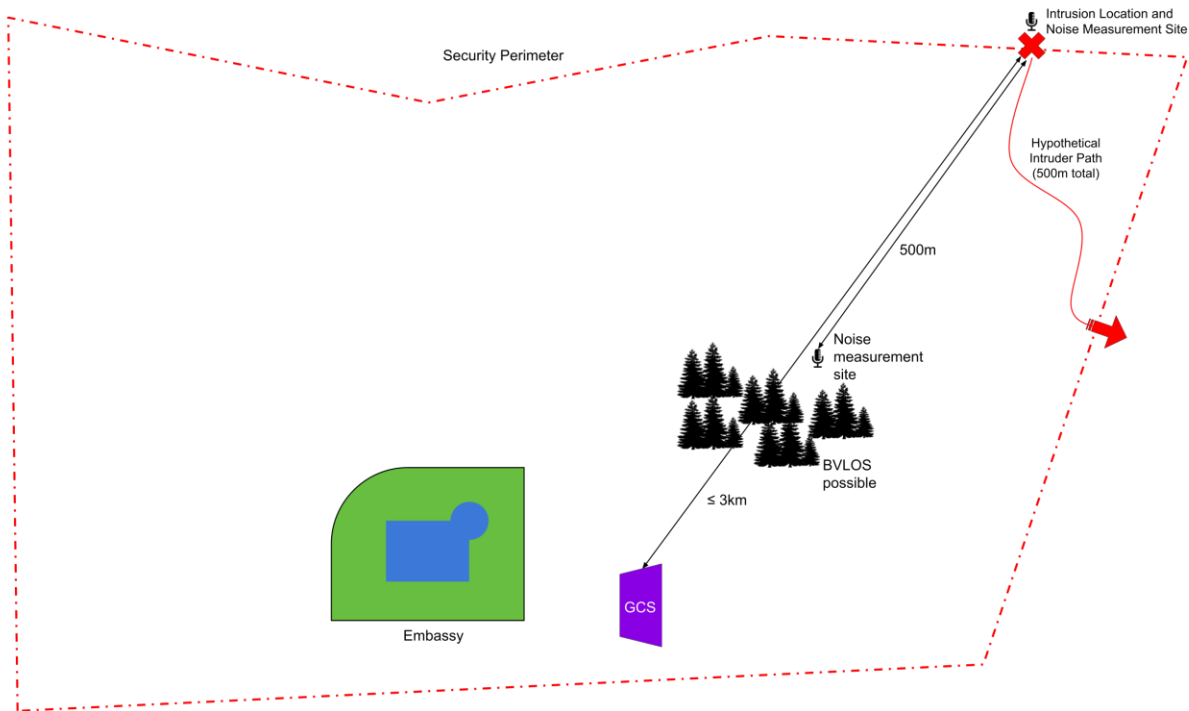 Intrusion Location and
Noise Measurement Site
Security Perimeter
Hypothetical
Intruder Path
(500m total)
500m
Noise
measurement
site
BVLOS
possible
≤ 3km
GCS
Embassy